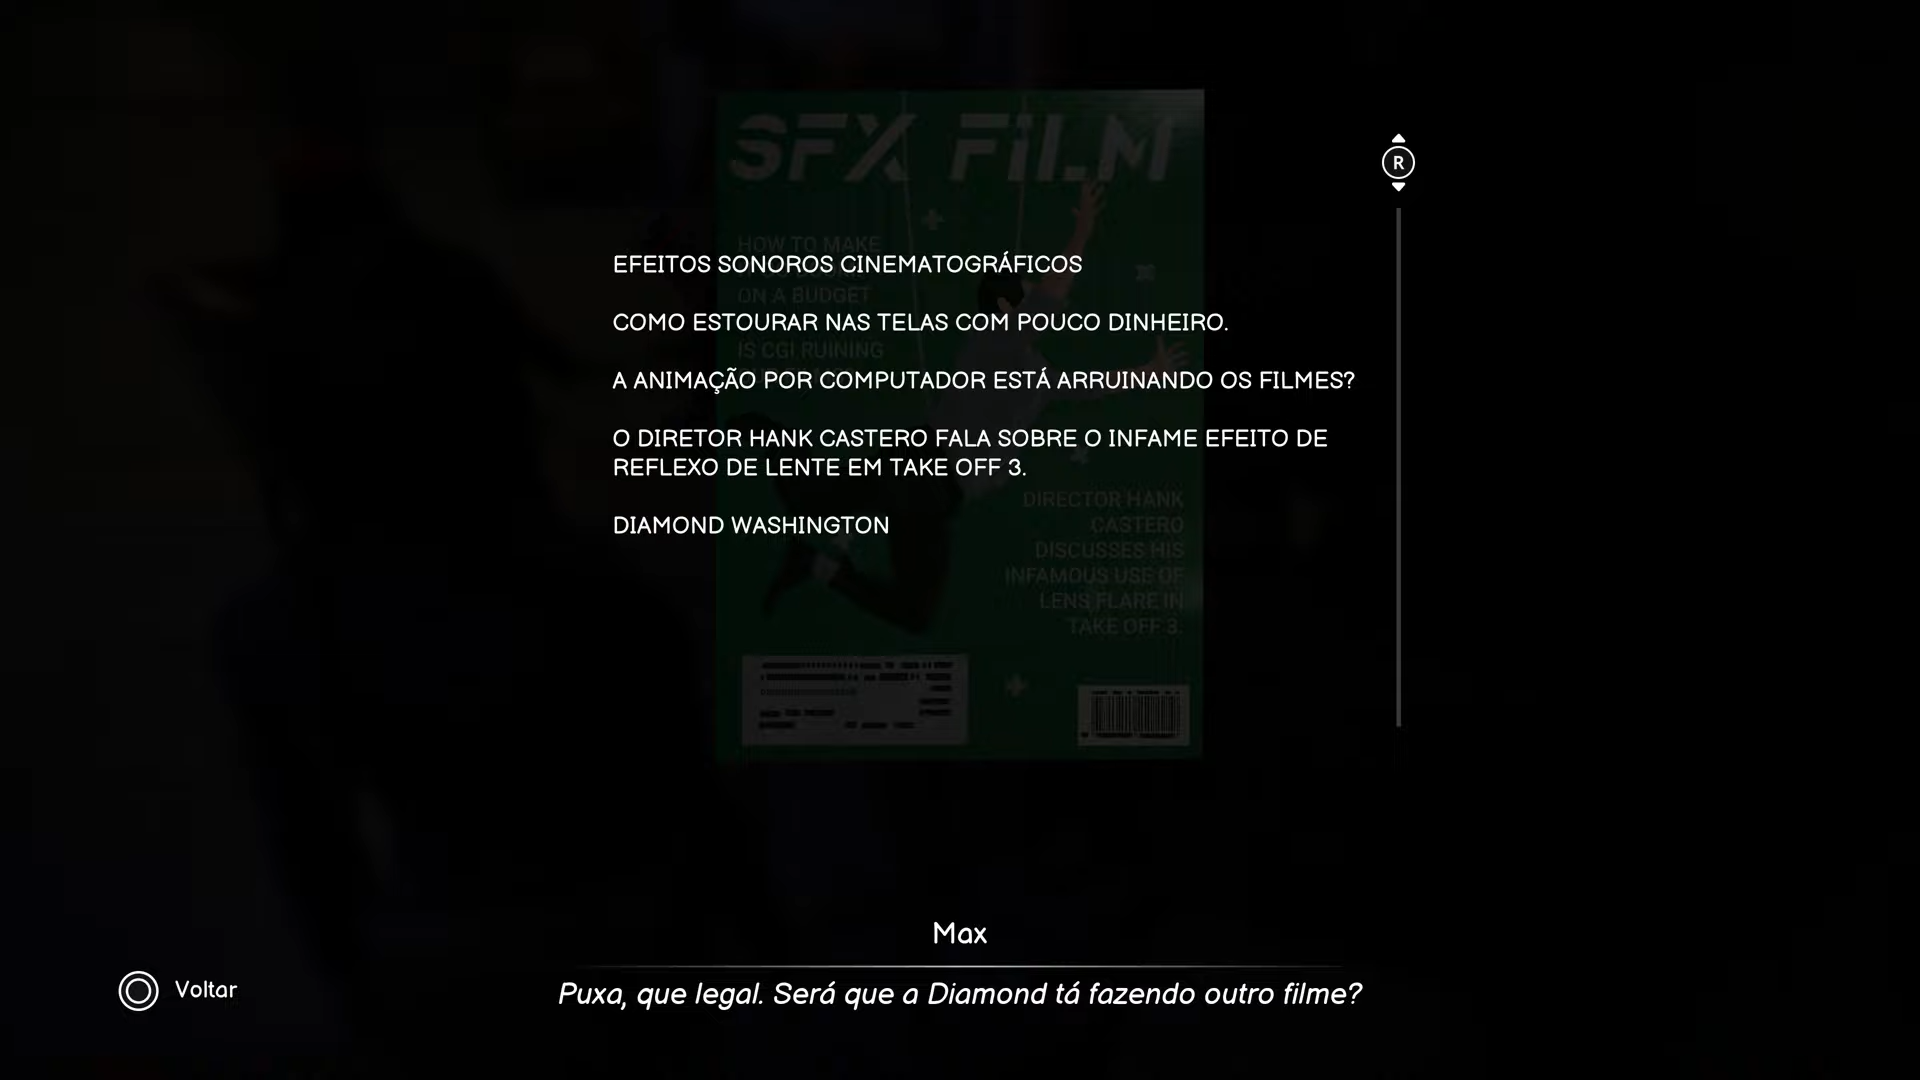 SFX FILM
HOW TO MAKE
ON A BUDGET
IS CGI RUINING
EFEITOS SONOROS CINEMATOGRÁFICOS
COMO ESTOURAR NAS TELAS COM POUCO DINHEIRO.
A ANIMAÇÃO POR COMPUTADOR ESTÁ ARRUINANDO OS FILMES?
O DIRETOR HANK CASTERO FALA SOBRE O INFAME EFEITO DE
REFLEXO DE LENTE EM TAKE OFF 3.
DIAMOND WASHINGTON
DIRECTOR HANK
CASTERO
DISCUSSES HIS
INFAMOUS USE OF
LENS FLARE IN
TAKE OFF 3.
R
Max
Puxa, que legal. Será que a Diamond tá fazendo outro filme?
Voltar